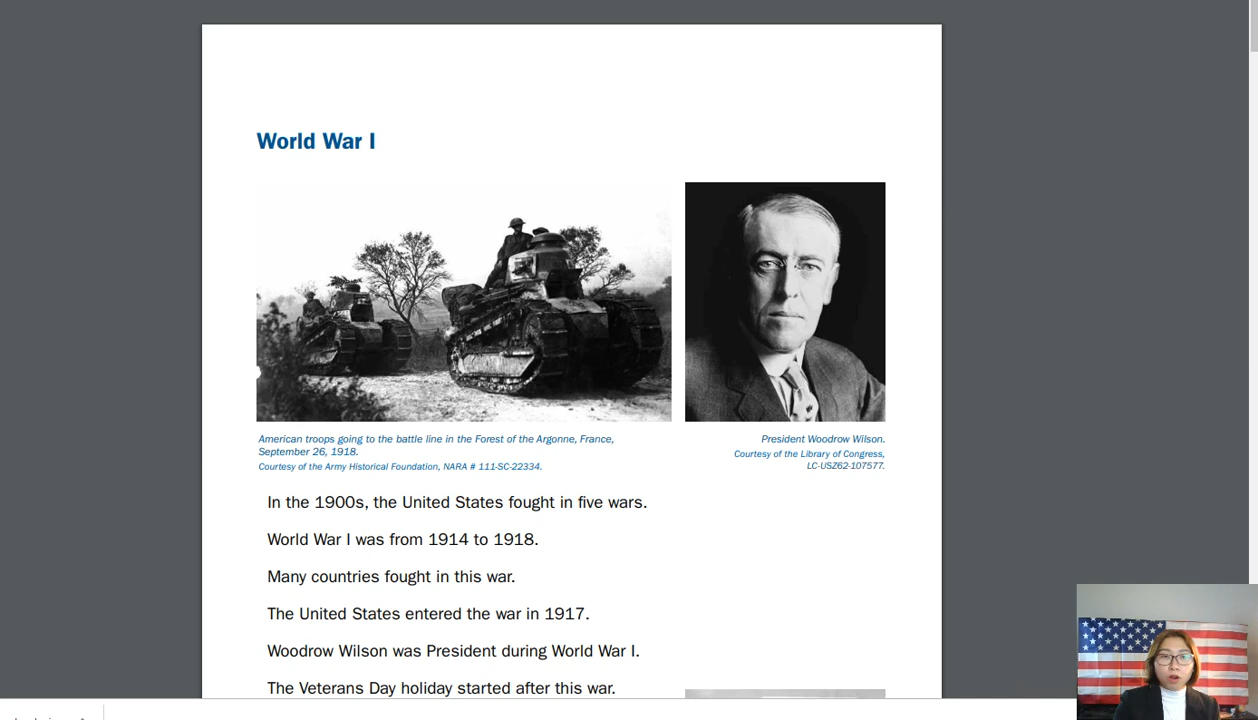 World War I
American troops going to the battle line in the Forest of the Argonne, France,
September 26, 1918.
Courtesy of the Army Historical Foundation, NARA # 111-SC-22334.
President Woodrow Wilson.
Courtesy of the Library of Congress,
LC-USZ62-107577.
In the 1900s, the United States fought in five wars.
World War I was from 1914 to 1918.
Many countries fought in this war.
The United States entered the war in 1917.
Woodrow Wilson was President during World War I.
The Veterans Day holiday started after this war.